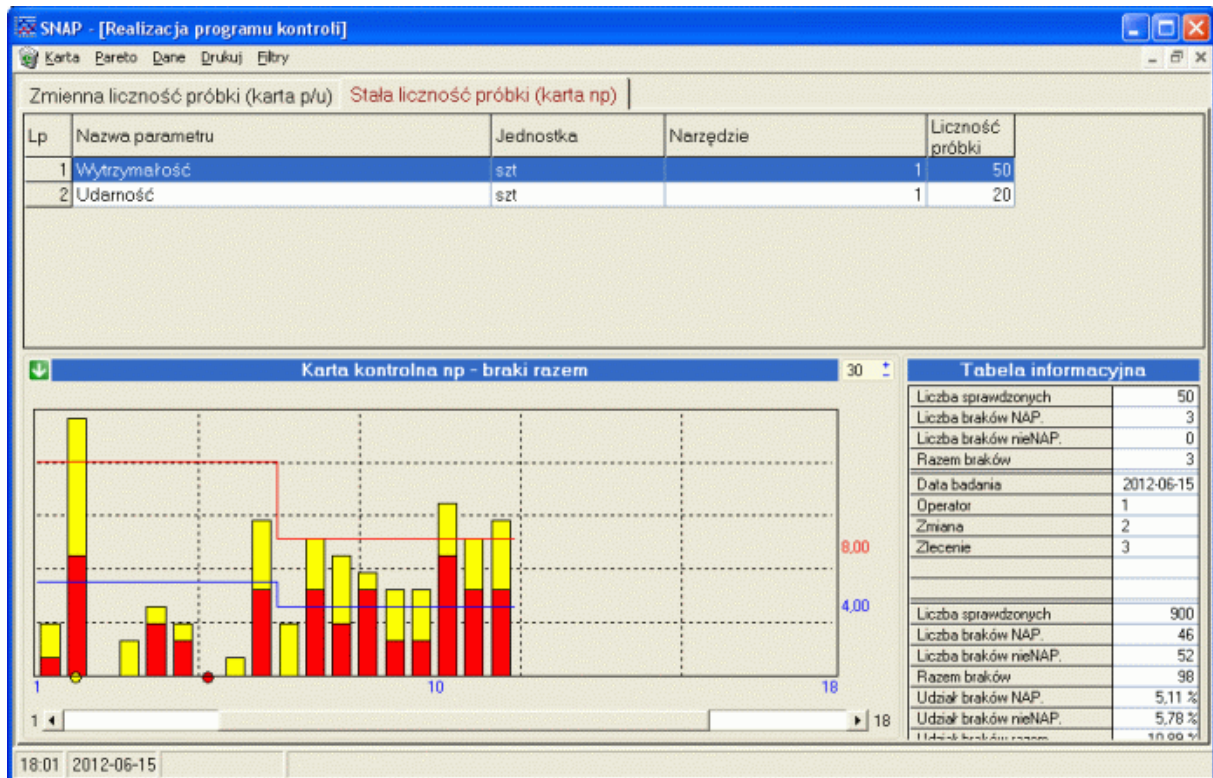 SNAP - [Realizacja programu kontroli]
Karta Pareto Dane Drukuj Filtry
Zmienna liczność próbki (karta p/u) Stała liczność próbki (karta np)
Lp Nazwa parametru Jednostka Narzędzie Liczność próbki
1 Wytrzymałość szt 1 50
2 Udarność szt 1 20
Karta kontrolna np - braki razem 30
8,00
4,00
1 10 18
1 18
Tabela informacyjna
Liczba sprawdzonych 50
Liczba braków NAP. 3
Liczba braków nieNAP. 0
Razem braków 3
Data badania 2012-06-15
Operator 1
Zmiana 2
Zlecenie 3
Liczba sprawdzonych 900
Liczba braków NAP. 46
Liczba braków nieNAP. 52
Razem braków 98
Udział braków NAP. 5,11 %
Udział braków nieNAP. 5,78 %
Udział braków razem 10,89 %
18:01 2012-06-15